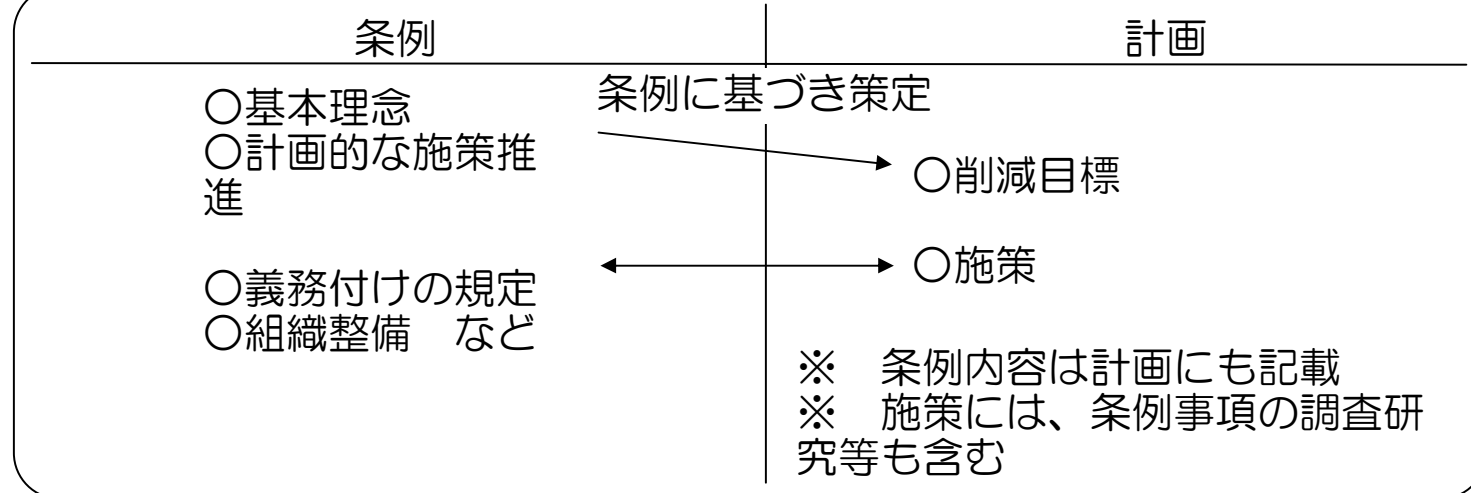 条例
計画
条例に基づき策定
○基本理念
○計画的な施策推
進
○義務付けの規定
○組織整備　など
○削減目標
○施策
※　条例内容は計画にも記載
※　施策には、条例事項の調査研
究等も含む